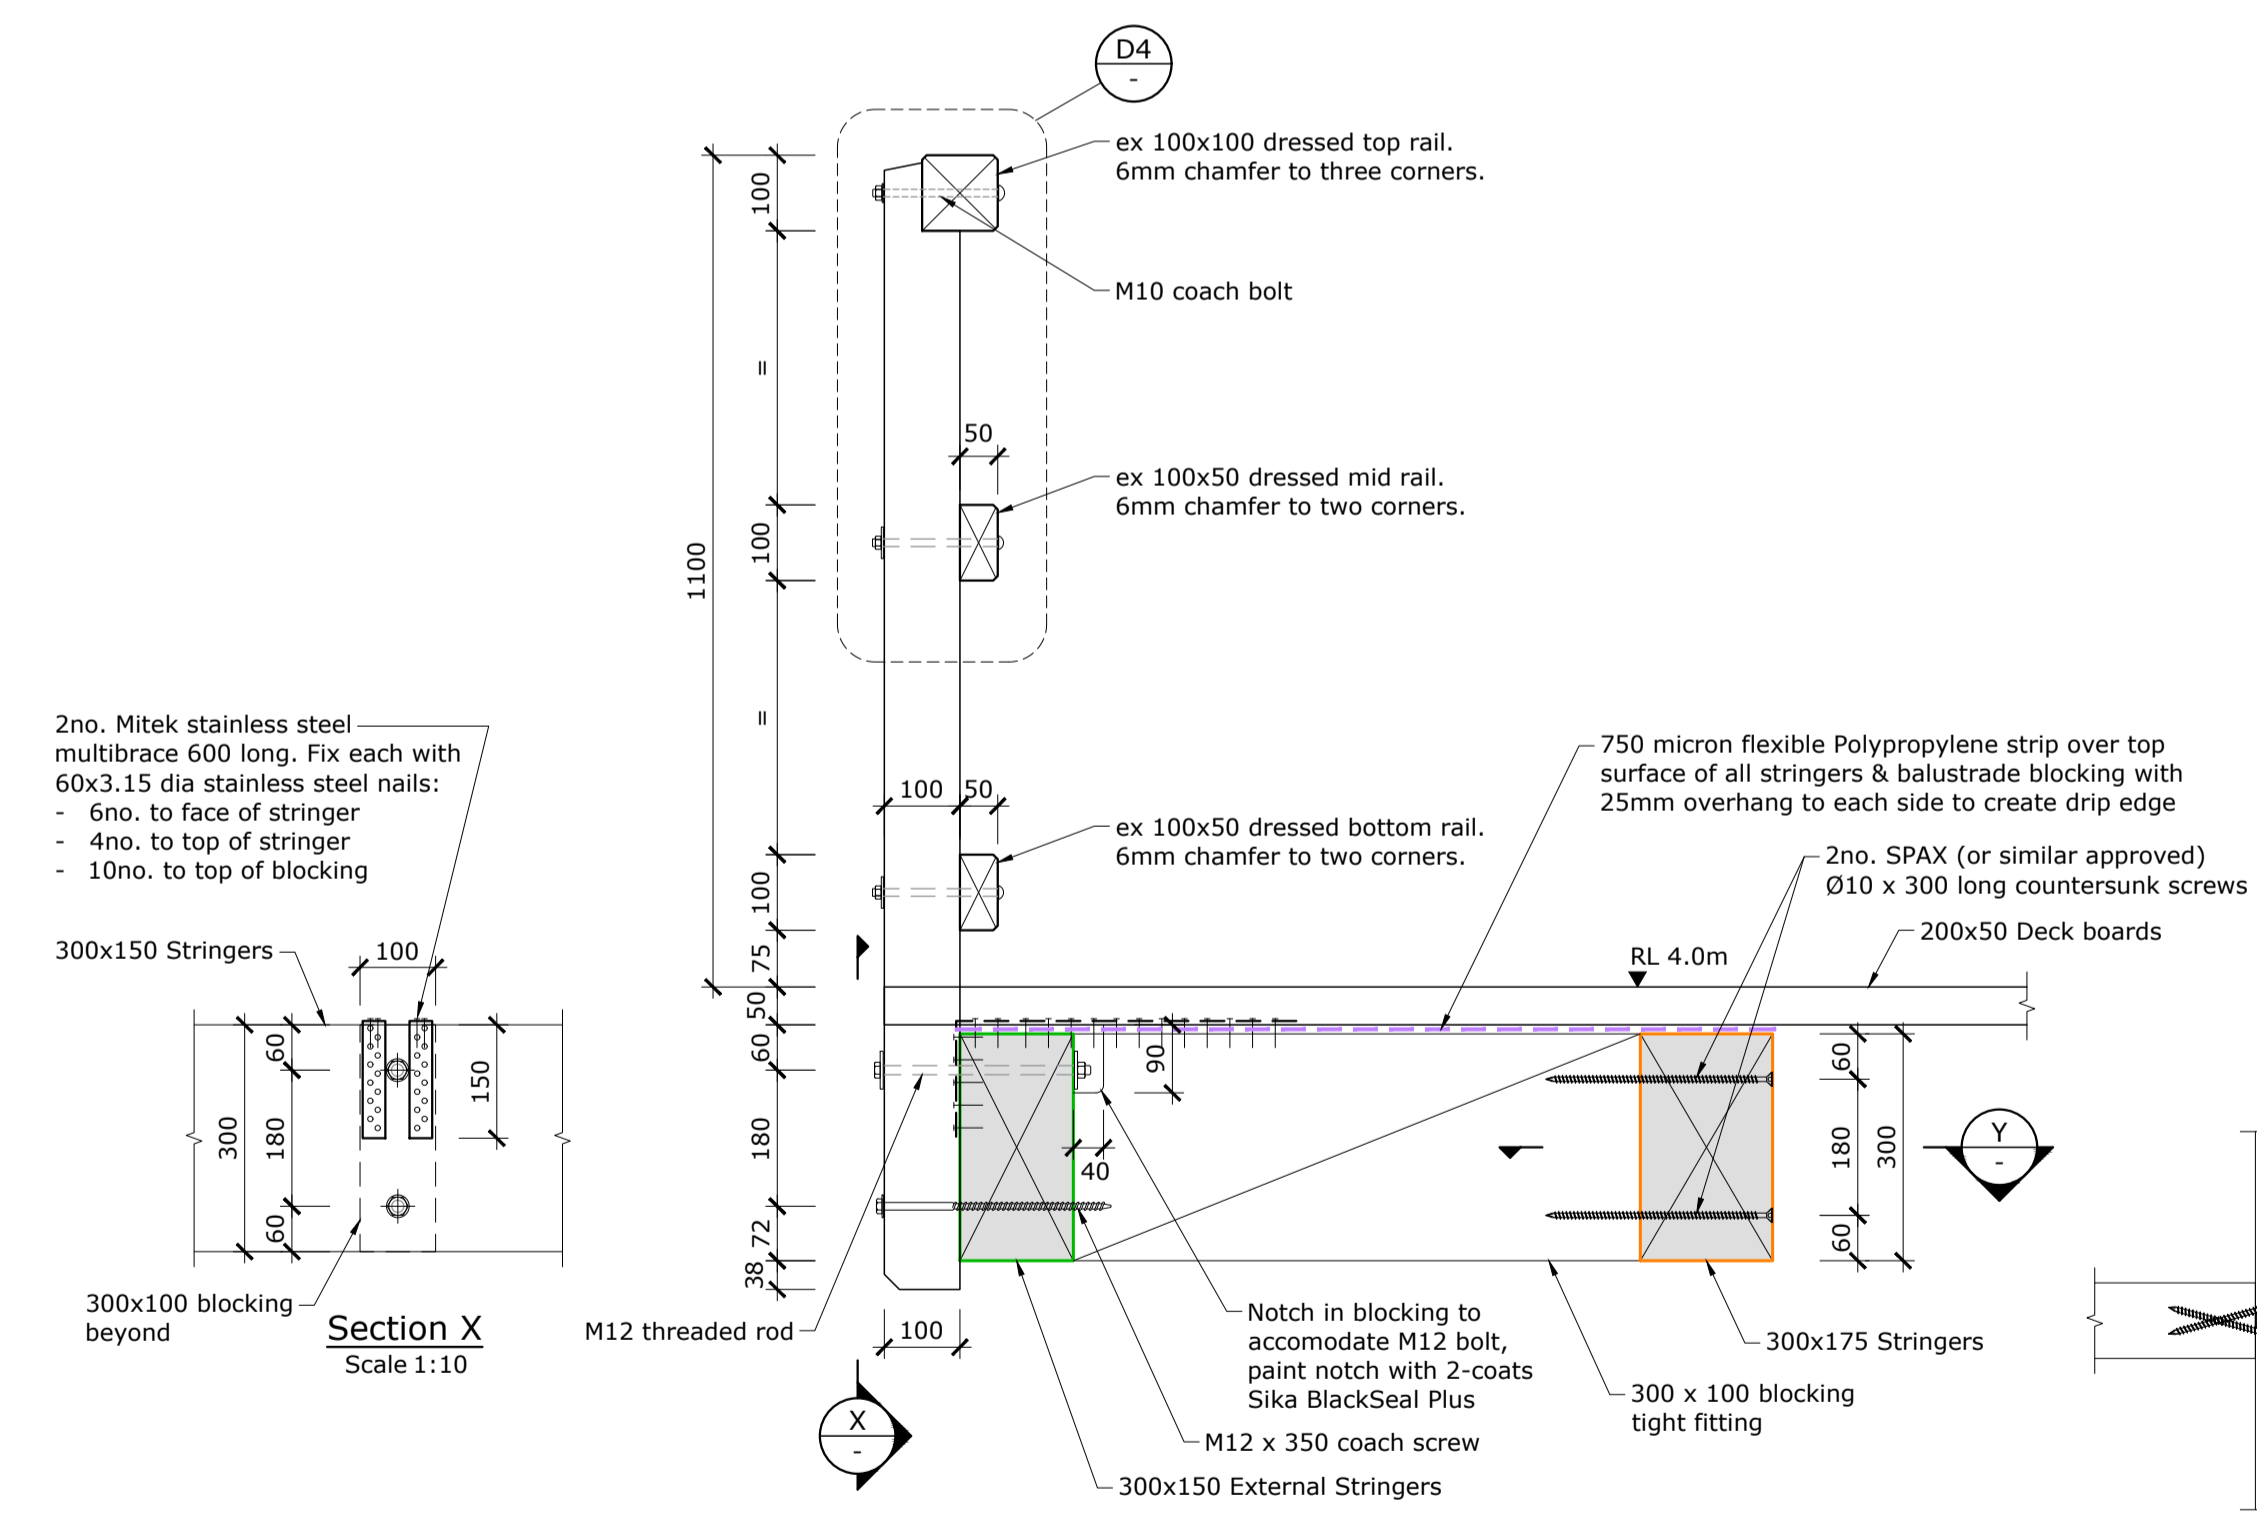 D4
-
ex 100x100 dressed top rail.
6mm chamfer to three corners.
100
M10 coach bolt
=
50
ex 100x50 dressed mid rail.
6mm chamfer to two corners.
100
1100
=
2no. Mitek stainless steel
multibrace 600 long. Fix each with
60x3.15 dia stainless steel nails:
- 6no. to face of stringer
- 4no. to top of stringer
- 10no. to top of blocking
750 micron flexible Polypropylene strip over top
surface of all stringers & balustrade blocking with
25mm overhang to each side to create drip edge
100
50
ex 100x50 dressed bottom rail.
6mm chamfer to two corners.
100
2no. SPAX (or similar approved)
Ø10 x 300 long countersunk screws
200x50 Deck boards
300x150 Stringers
100
75
RL 4.0m
50
60
60
90
60
150
300
180
180
40
180
300
Y
-
60
72
60
38
300x100 blocking
beyond
Section X
Scale 1:10
M12 threaded rod
100
Notch in blocking to
accomodate M12 bolt,
paint notch with 2-coats
Sika BlackSeal Plus
300x175 Stringers
300 x 100 blocking
tight fitting
X
-
M12 x 350 coach screw
300x150 External Stringers